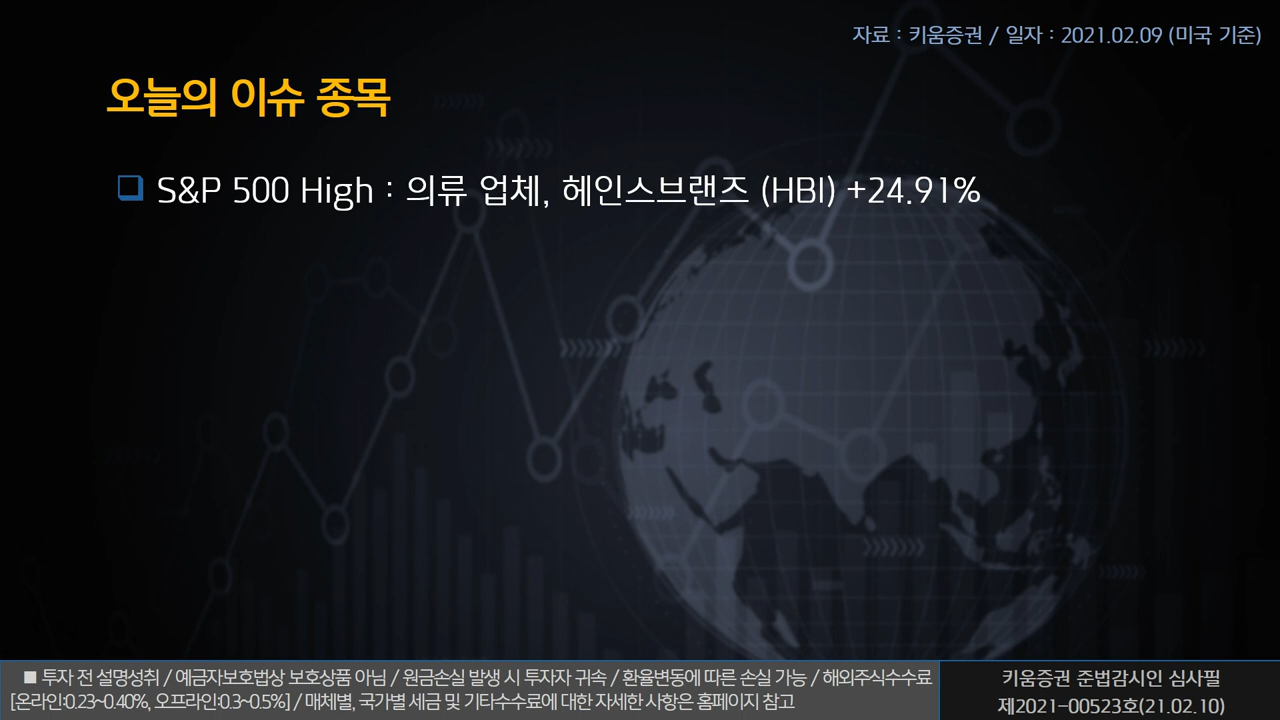 자료 : 키움증권 / 일자 : 2021.02.09 (미국 기준)
오늘의 이슈 종목
❑ S&P 500 High : 의류 업체, 헤인스브랜즈 (HBI) +24.91%
■ 투자 전 설명성취 / 예금자보호법상 보호상품 아님 / 원금손실 발생 시 투자자 귀속 / 환율변동에 따른 손실 가능 / 해외주식수수료
[온라인:0.23~0.40%, 오프라인:0.3~0.5%] / 매체별, 국가별 세금 및 기타수수료에 대한 자세한 사항은 홈페이지 참고
키움증권 준법감시인 심사필
제2021-00523호(21.02.10)